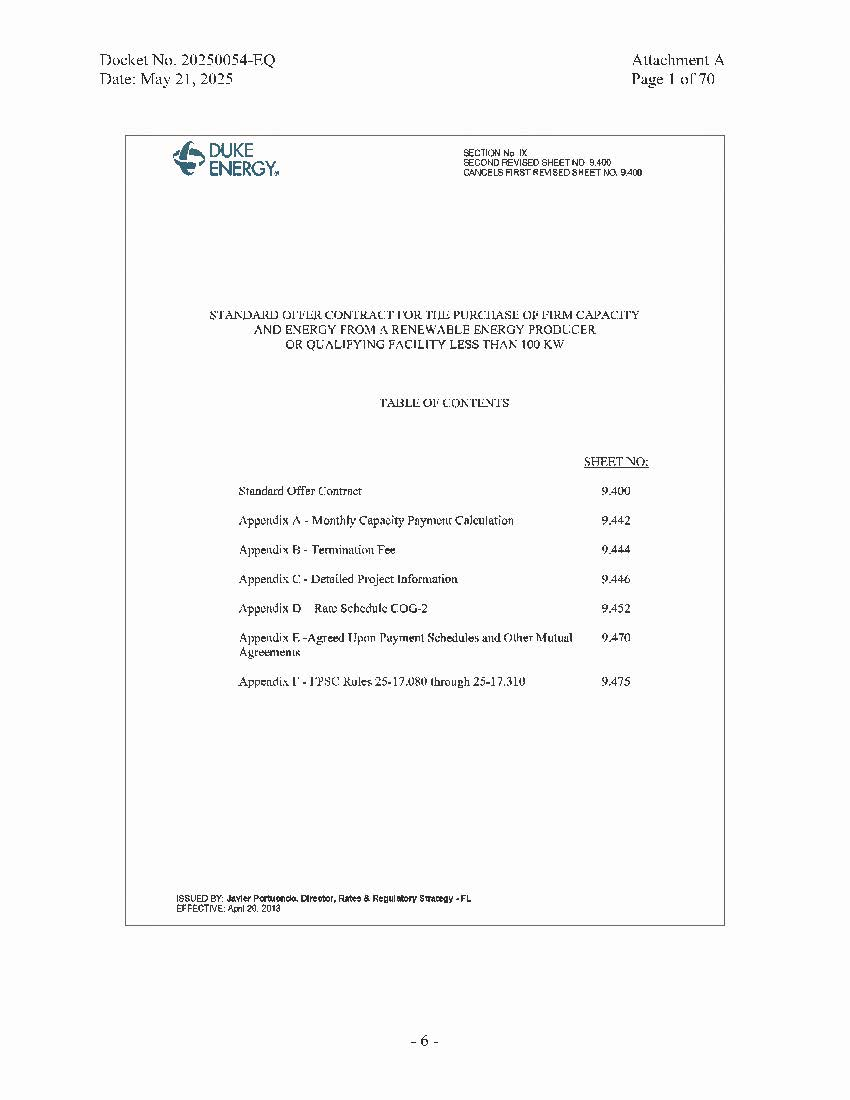 Docket No. 20250054-EQ
Date: May 21, 2025
Attachment A
Page 1 of 70
DUKE
ENERGY
SECTION No. IX
SECOND REVISED SHEET NO. 9.400
CANCELS FIRST REVISED SHEET NO. 9.400
STANDARD OFFER CONTRACT FOR THE PURCHASE OF FIRM CAPACITY
AND ENERGY FROM A RENEWABLE ENERGY PRODUCER
OR QUALIFYING FACILITY LESS THAN 100 KW
TABLE OF CONTENTS
SHEET NO:
Standard Offer Contract 9.400
Appendix A - Monthly Capacity Payment Calculation 9.442
Appendix B - Termination Fee 9.444
Appendix C - Detailed Project Information 9.446
Appendix D – Rate Schedule COG-2 9.452
Appendix E -Agreed Upon Payment Schedules and Other Mutual 9.470
Agreements
Appendix F - FPSC Rules 25-17.080 through 25-17.310 9.475
ISSUED BY: Javier Portuondo, Director, Rates & Regulatory Strategy - FL
EFFECTIVE: April 29, 2013
- 6 -